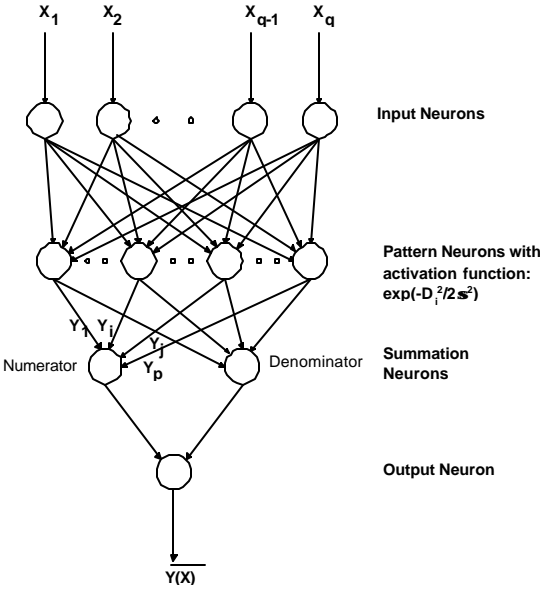 X1 X2 Xq-1 Xq
Input Neurons
Pattern Neurons with
activation function:
exp(-Di²/2s²)
Y1 Yi
Yj
Yp
Numerator
Denominator
Summation
Neurons
Output Neuron
Y(X)